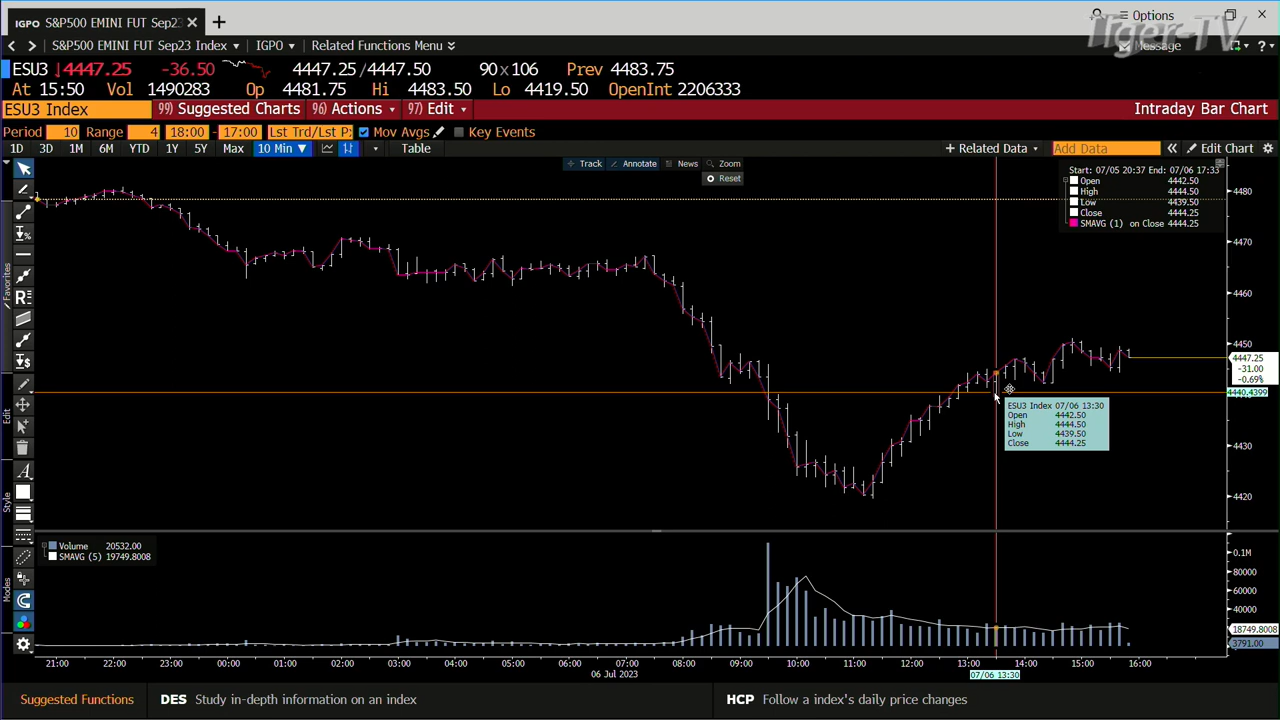 IGPO S&P500 EMINI FUT Sep23
Options
Tiger-TV
S&P500 EMINI FUT Sep23 Index IGPO Related Functions Menu Message
ESU3 ↓4447.25 -36.50 4447.25/4447.50 90x106 Prev 4483.75
At 15:50 Vol 1490283 Op 4481.75 Hi 4483.50 Lo 4419.50 OpenInt 2206333
ESU3 Index 99) Suggested Charts 96) Actions 97) Edit Intraday Bar Chart
Period 10 Range 4 18:00 - 17:00 Lst Trd/Lst P Mov Avgs Key Events
1D 3D 1M 6M YTD 1Y 5Y Max 10 Min ▼ Table + Related Data Add Data « Edit Chart
Track Annotate News Zoom
Reset
Start: 07/05 20:37 End: 07/06 17:33
Open 4442.50
High 4444.50
Low 4439.50
Close 4444.25
SMAVG (1) on Close 4444.25
4480
4470
4460
4450
4447.25
-31.00
-0.69%
4440.4399
4430
4420
ESU3 Index 07/06 13:30
Open 4442.50
High 4444.50
Low 4439.50
Close 4444.25
Favorites
Edit
Style
Modes
Volume 20532.00
SMAVG (5) 19749.8008
0.1M
80000
60000
40000
18749.8008
3791.00
21:00 22:00 23:00 00:00 01:00 02:00 03:00 04:00 05:00 06:00 07:00 08:00 09:00 10:00 11:00 12:00 13:00 14:00 15:00 16:00
06 Jul 2023
07/06 13:30
Suggested Functions DES Study in-depth information on an index HCP Follow a index's daily price changes